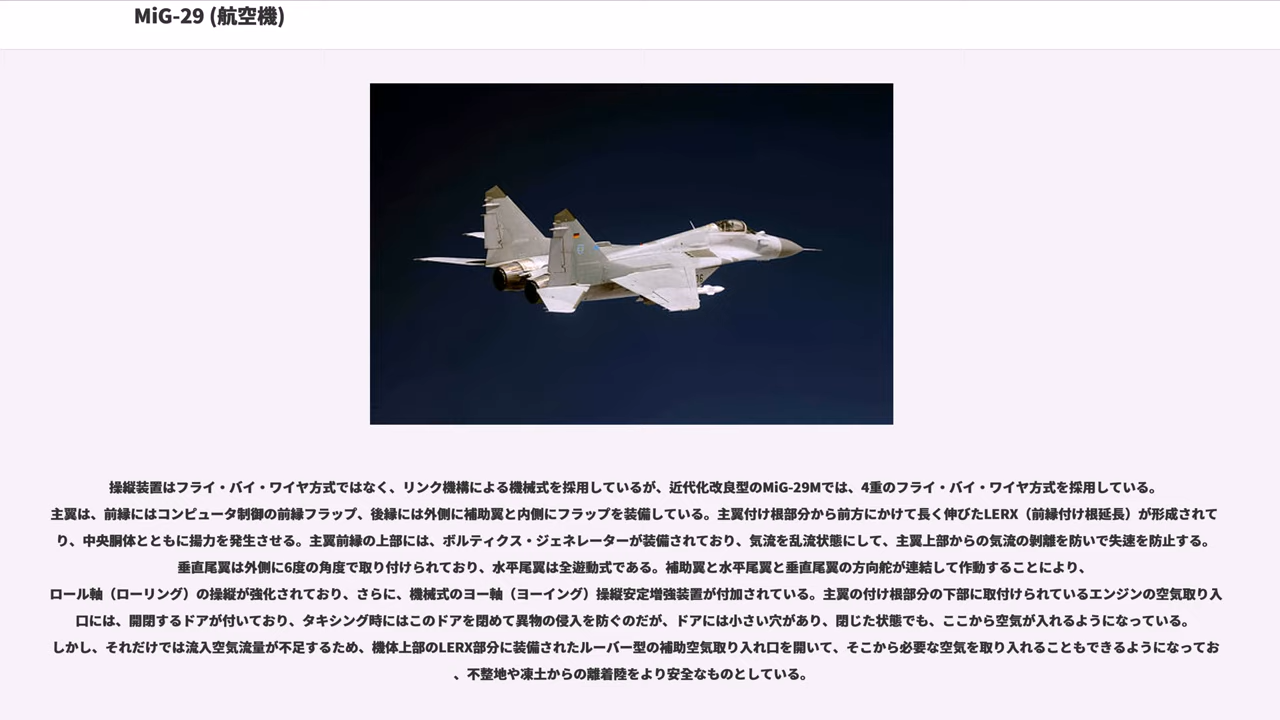 MiG-29 (航空機)
操縦装置はフライ・バイ・ワイヤ方式ではなく、リンク機構による機械式を採用しているが、近代化改良型のMiG-29Mでは、4重のフライ・バイ・ワイヤ方式を採用している。
主翼は、前縁にはコンピュータ制御の前縁フラップ、後縁には外側に補助翼と内側にフラップを装備している。主翼付け根部分から前方にかけて長く伸びたLERX（前縁付け根延長）が形成されて
り、中央胴体とともに揚力を発生させる。主翼前縁の上部には、ボルティクス・ジェネレーターが装備されており、気流を乱流状態にして、主翼上部からの気流の剥離を防いで失速を防止する。
垂直尾翼は外側に6度の角度で取り付けられており、水平尾翼は全遊動式である。補助翼と水平尾翼と垂直尾翼の方向舵が連結して作動することにより、
ロール軸（ローリング）の操縦が強化されており、さらに、機械式のヨー軸（ヨーイング）操縦安定増強装置が付加されている。主翼の付け根部分の下部に取付けられているエンジンの空気取り入
口には、開閉するドアが付いており、タキシング時にはこのドアを閉めて異物の侵入を防ぐのだが、ドアには小さい穴があり、閉じた状態でも、ここから空気が入れるようになっている。
しかし、それだけでは流入空気流量が不足するため、機体上部のLERX部分に装備されたルーバー型の補助空気取り入れ口を開いて、そこから必要な空気を取り入れることもできるようになってお
、不整地や凍土からの離着陸をより安全なものとしている。